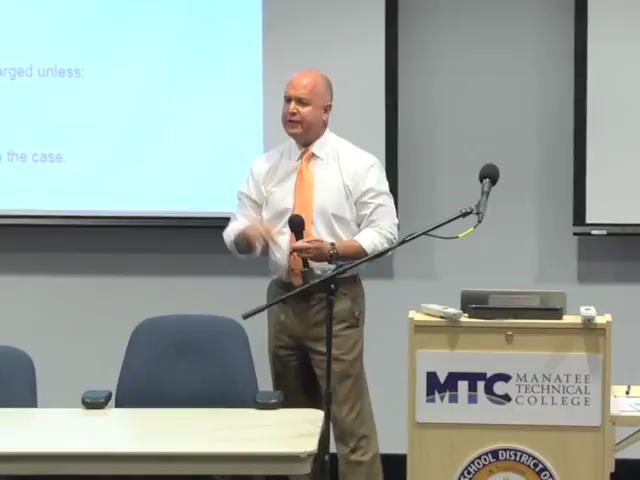 arged unless:
the case.
MTC MANATEE
TECHNICAL
COLLEGE
SCHOOL DISTRICT OF